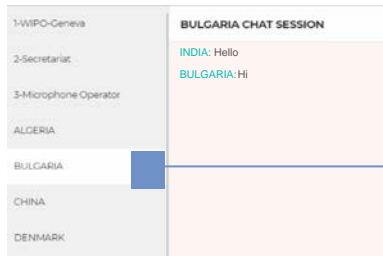 1-WIPO-Geneva
2-Secretariat
3-Microphone Operator
ALGERIA
BULGARIA
CHINA
DENMARK
BULGARIA CHAT SESSION
INDIA: Hello
BULGARIA: Hi